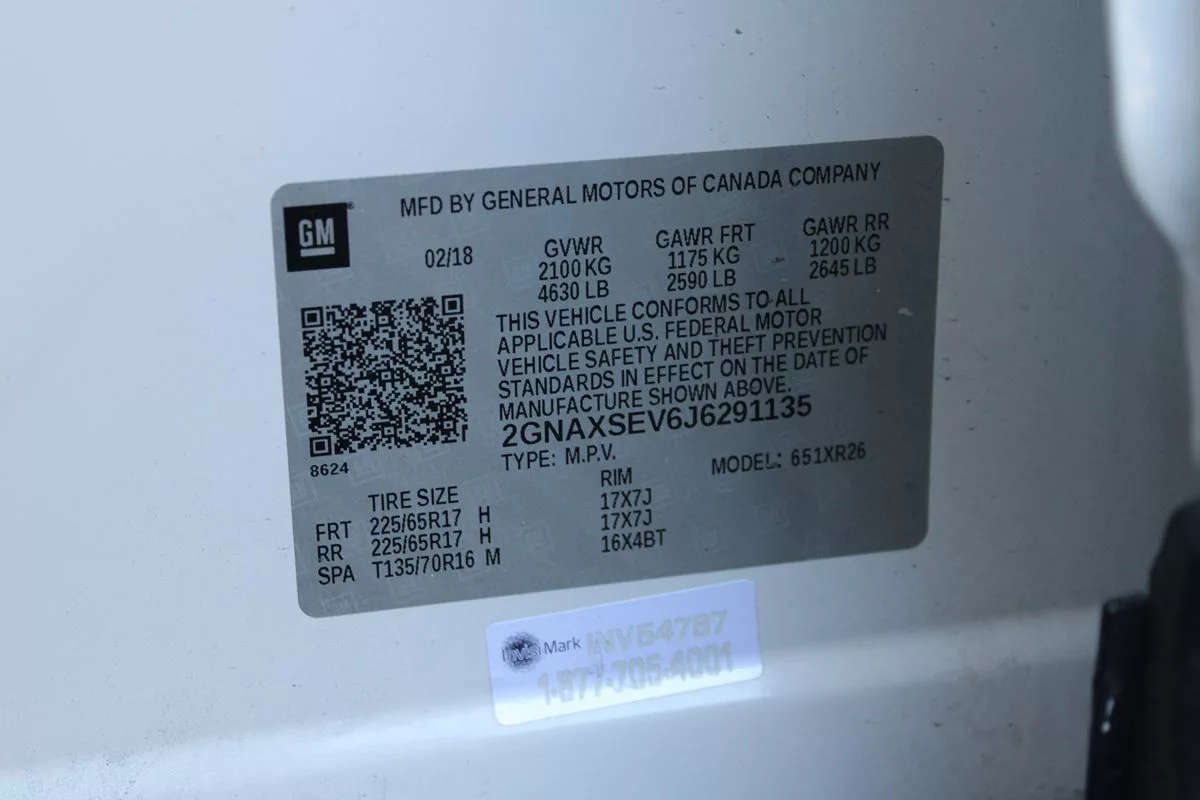 MFD BY GENERAL MOTORS OF CANADA COMPANY
GM
02/18
GVWR GAWR FRT GAWR RR
2100 KG 1175 KG 1200 KG
4630 LB 2590 LB 2645 LB
THIS VEHICLE CONFORMS TO ALL
APPLICABLE U.S. FEDERAL MOTOR
VEHICLE SAFETY AND THEFT PREVENTION
STANDARDS IN EFFECT ON THE DATE OF
MANUFACTURE SHOWN ABOVE.
2GNAXSEV6J6291135
8624
TYPE: M.P.V. MODEL: 651XR26
TIRE SIZE RIM
FRT 225/65R17 H 17X7J
RR 225/65R17 H 17X7J
SPA T135/70R16 M 16X4BT
Invis Mark INV54787
1-877-705-4001